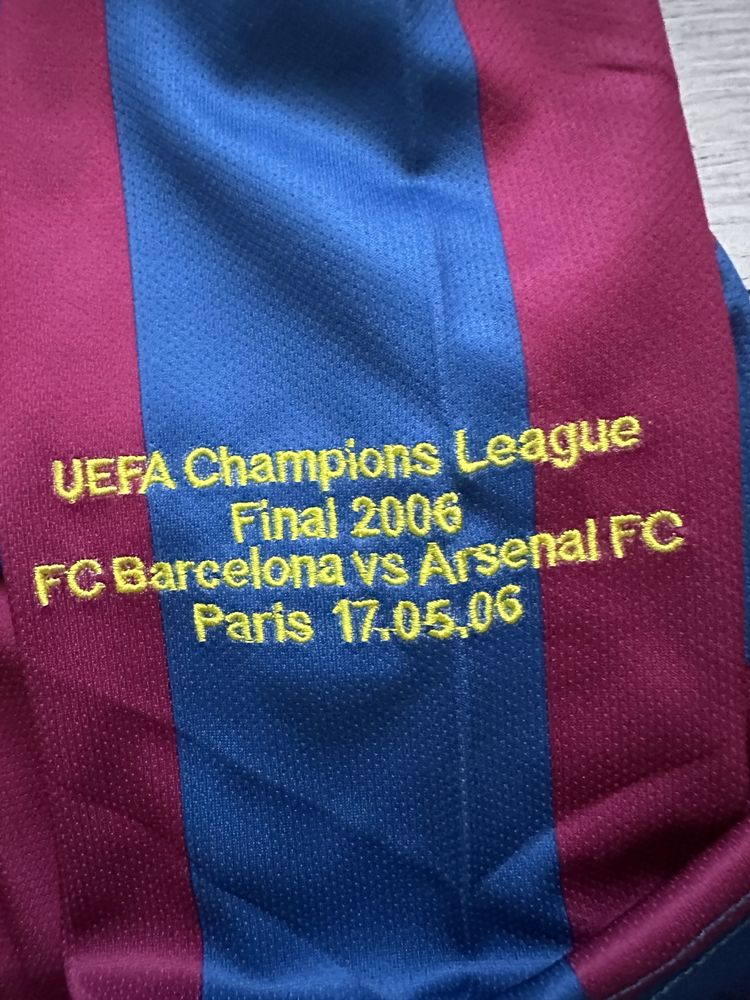 UEFA Champions League
Final 2006
FC Barcelona vs Arsenal FC
Paris 17.05.06